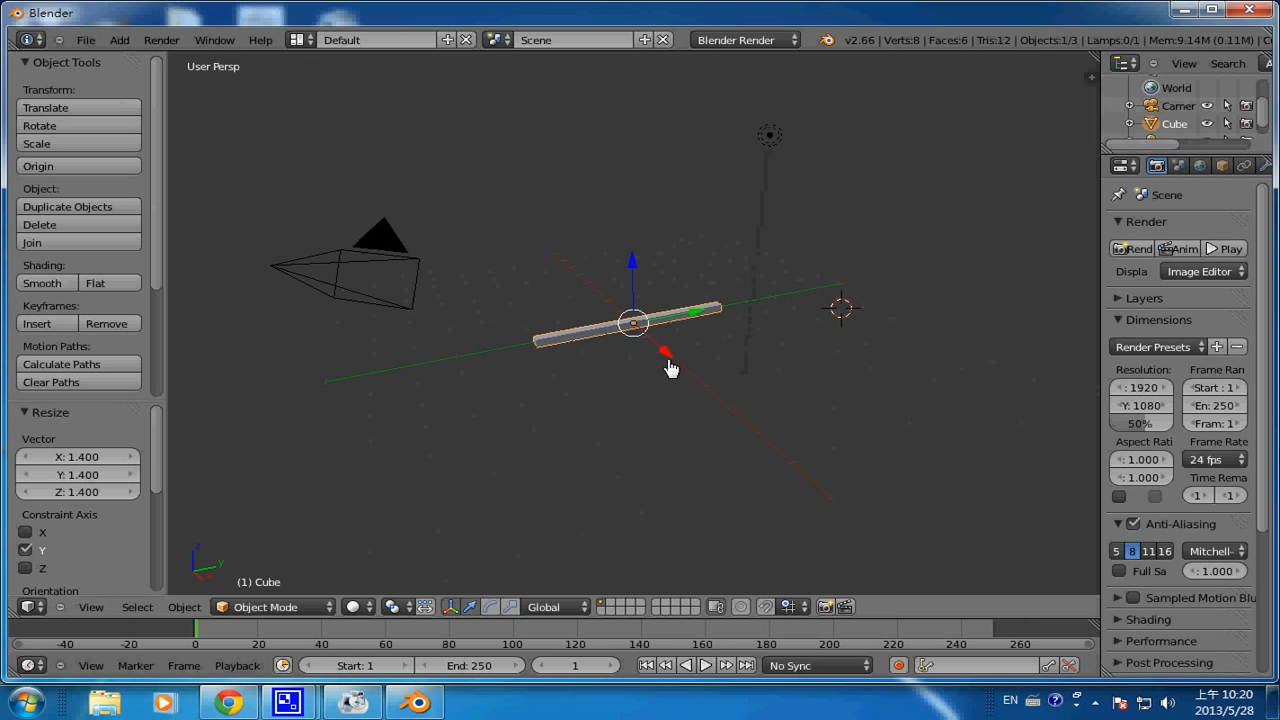 Blender
File Add Render Window Help Default Scene Blender Render v2.66 | Verts:8 | Faces:6 | Tris:12 | Objects:1/3 | Lamps:0/1 | Mem:9.14M (0.11M) | C
Object Tools
Transform:
Translate
Rotate
Scale
Origin
Object:
Duplicate Objects
Delete
Join
Shading:
Smooth Flat
Keyframes:
Insert Remove
Motion Paths:
Calculate Paths
Clear Paths
Resize
Vector
X: 1.400
Y: 1.400
Z: 1.400
Constraint Axis
X
Y
Z
Orientation
User Persp
z
y
x
(1) Cube
View Select Object Object Mode Global
-40 -20 0 20 40 60 80 100 120 140 160 180 200 220 240 260
View Marker Frame Playback Start: 1 End: 250 1 No Sync
View Search A
World
Camer
Cube
Scene
Render
Rend Anim Play
Displa Image Editor
Layers
Dimensions
Render Presets
Resolution: Frame Ran
: 1920 Start : 1
Y: 1080 En: 250
50% Fram: 1
Aspect Rati Frame Rate
: 1.000 24 fps
: 1.000 Time Rema
1 1
Anti-Aliasing
5 8 11 16 Mitchell-
Full Sa : 1.000
Sampled Motion Blu
Shading
Performance
Post Processing
EN
上午 10:20
2013/5/28